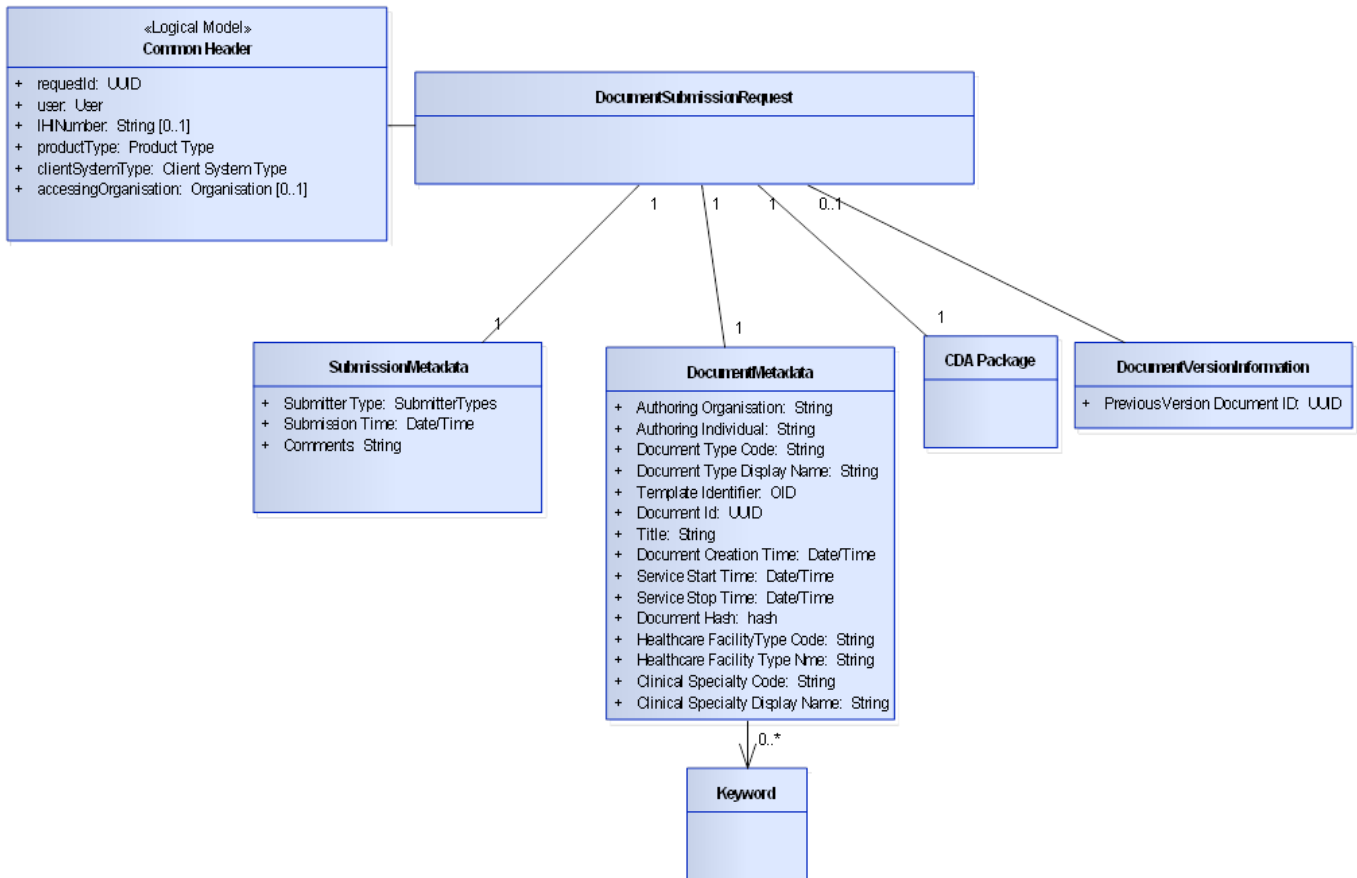 «Logical Model»
Common Header
+ requestId: UUID
+ user: User
+ IHINumber: String [0..1]
+ productType: Product Type
+ clientSystemType: Client System Type
+ accessingOrganisation: Organisation [0..1]
DocumentSubmissionRequest
1
1
1
0..1
1
1
1
SubmissionMetadata
+ Submitter Type: SubmitterTypes
+ Submission Time: Date/Time
+ Comments String
DocumentMetadata
+ Authoring Organisation: String
+ Authoring Individual: String
+ Document Type Code: String
+ Document Type Display Name: String
+ Template Identifier: OID
+ Document Id: UUID
+ Title: String
+ Document Creation Time: Date/Time
+ Service Start Time: Date/Time
+ Service Stop Time: Date/Time
+ Document Hash: hash
+ Healthcare FacilityType Code: String
+ Healthcare Facility Type Nme: String
+ Clinical Specialty Code: String
+ Clinical Specialty Display Name: String
CDA Package
DocumentVersionInformation
+ PreviousVersion Document ID: UUID
0..*
Keyword